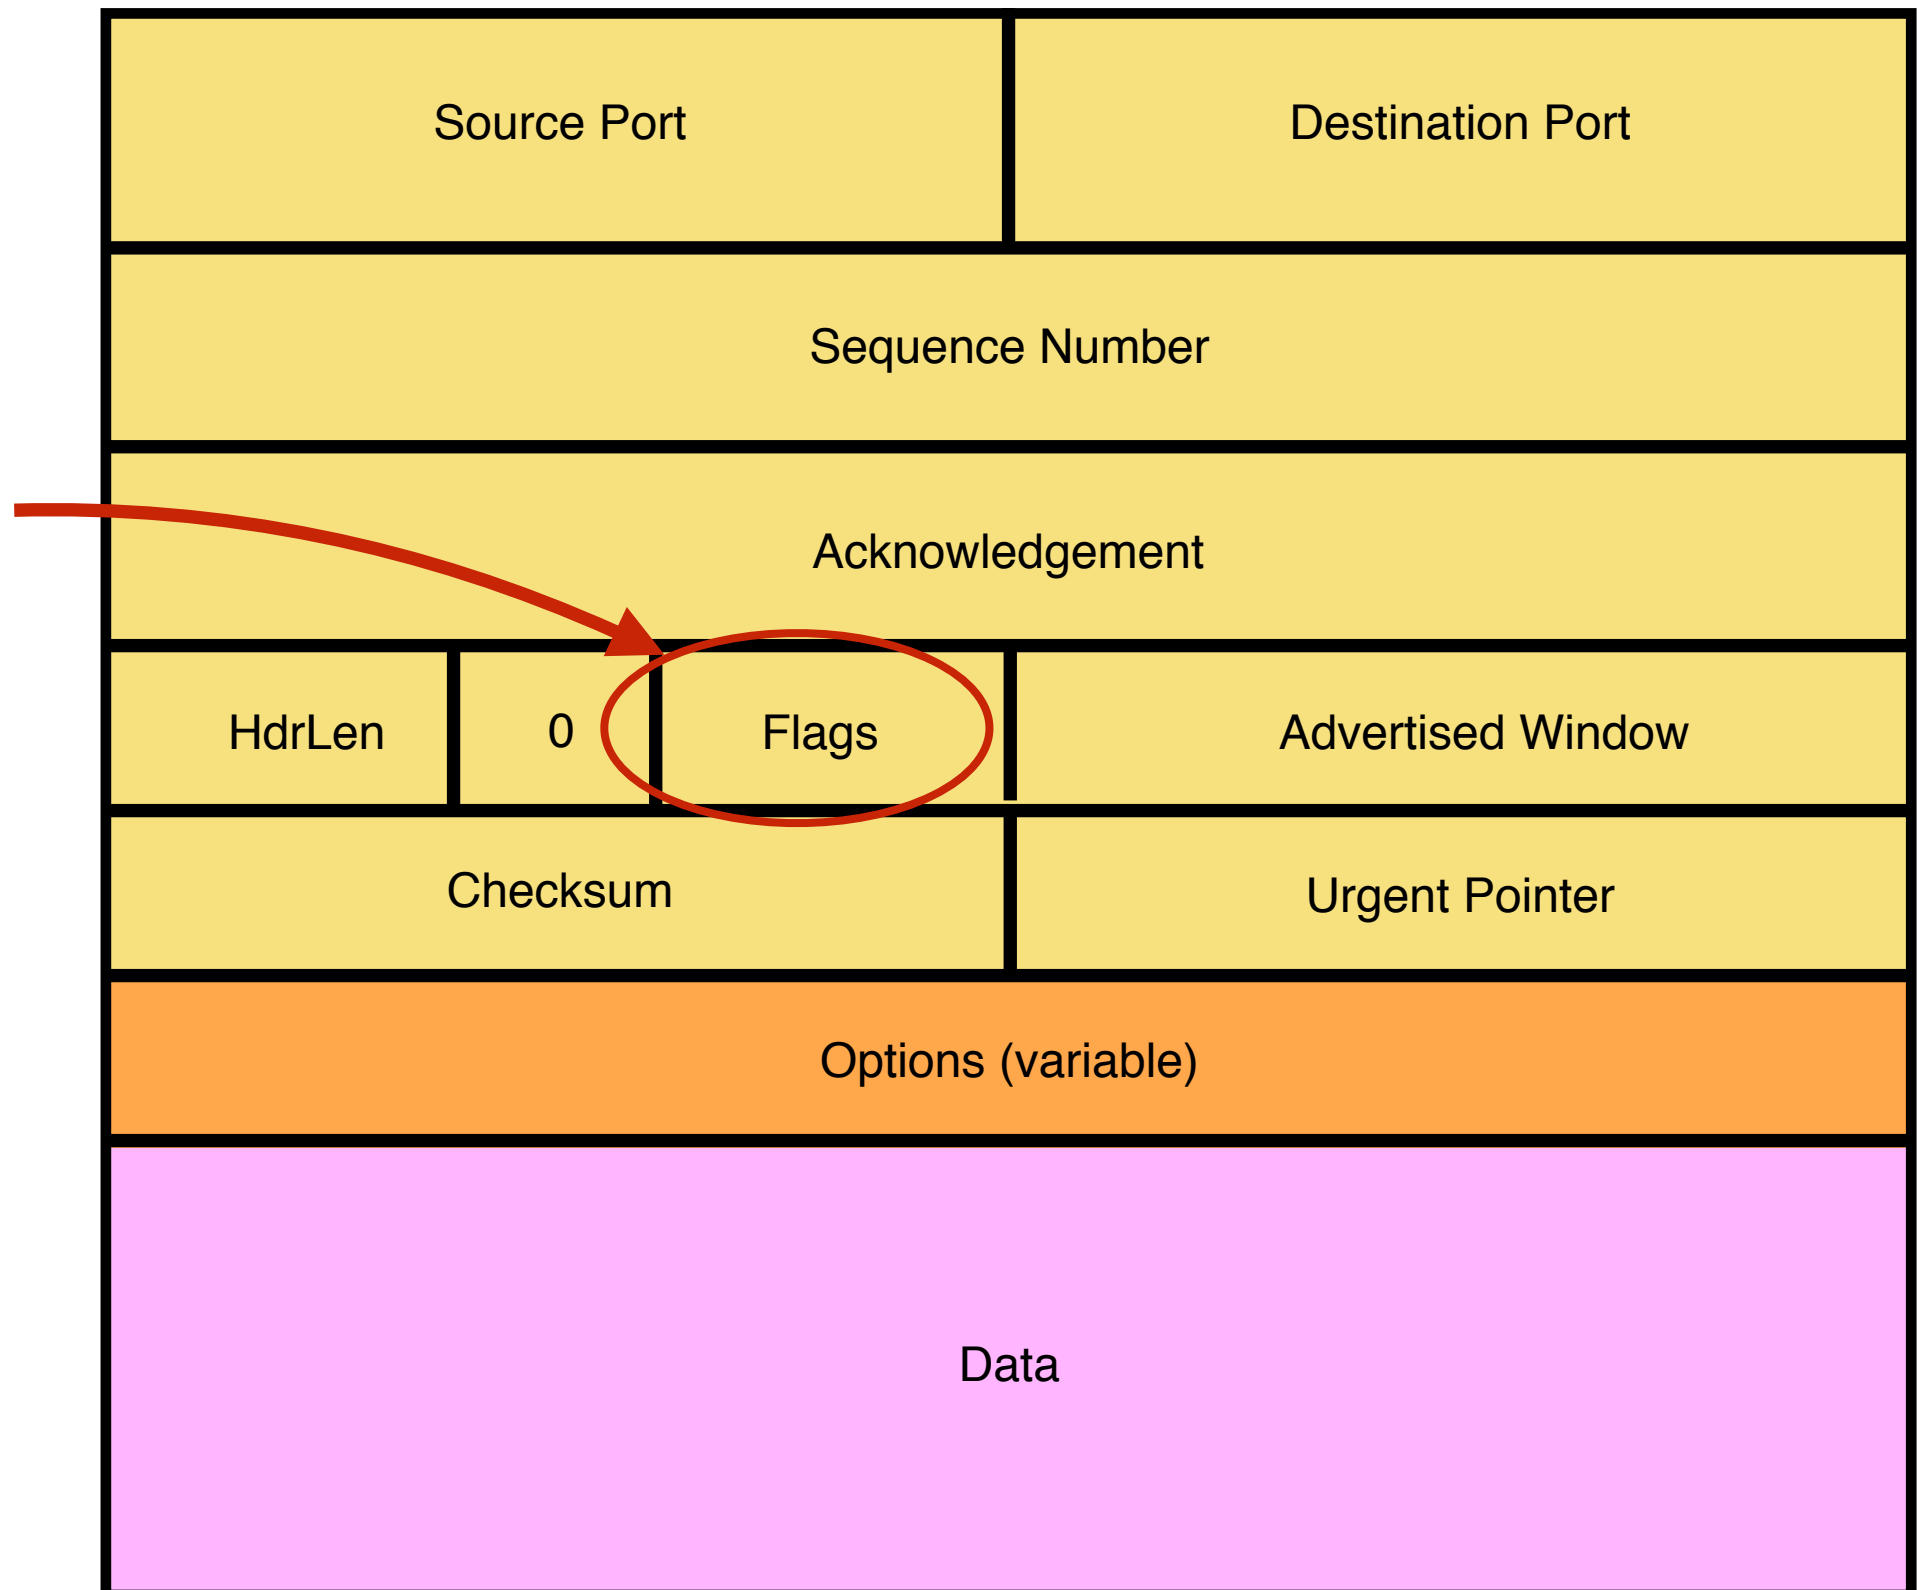 Source Port
Destination Port
Sequence Number
Acknowledgement
HdrLen
0
Flags
Advertised Window
Checksum
Urgent Pointer
Options (variable)
Data